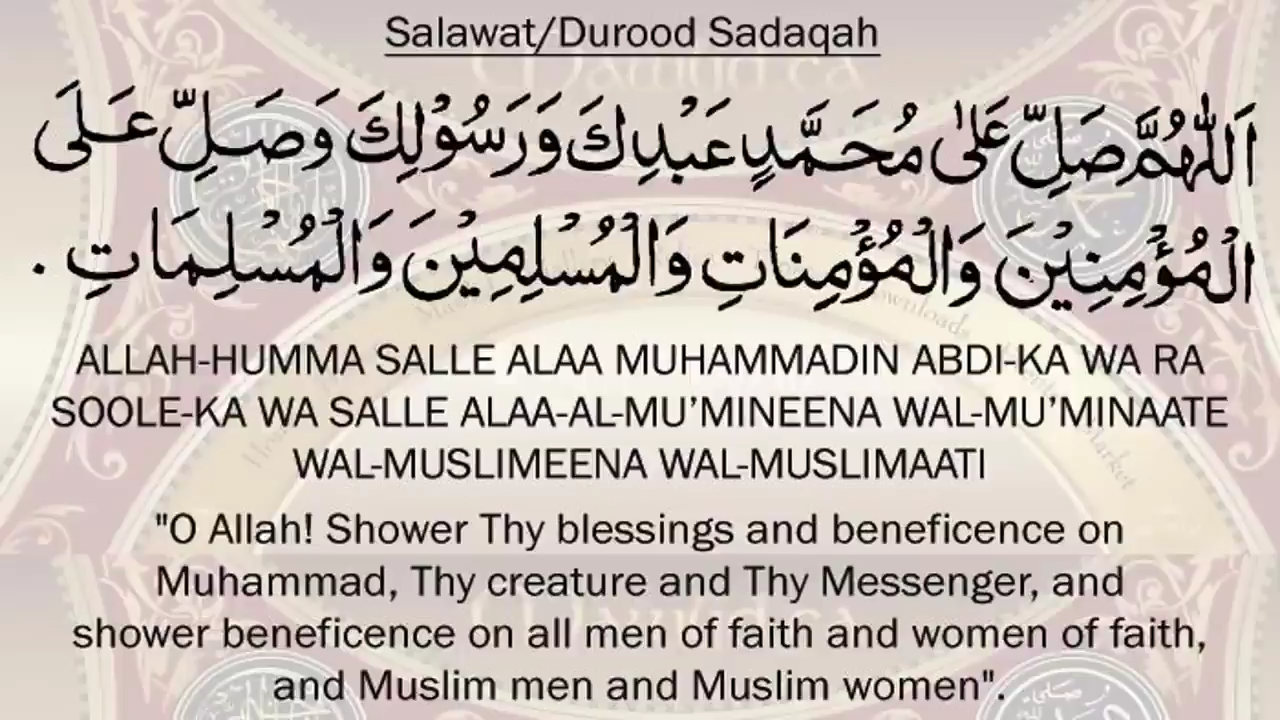 Salawat/Durood Sadaqah
اَللّٰهُمَّ صَلِّ عَلٰى مُحَمَّدٍ عَبْدِكَ وَرَسُوْلِكَ وَصَلِّ عَلَى
الْمُؤْمِنِيْنَ وَالْمُؤْمِنَاتِ وَالْمُسْلِمِيْنَ وَالْمُسْلِمَاتِ .
ALLAH-HUMMA SALLE ALAA MUHAMMADIN ABDI-KA WA RA
SOOLE-KA WA SALLE ALAA-AL-MU’MINEENA WAL-MU’MINAATE
WAL-MUSLIMEENA WAL-MUSLIMAATI
"O Allah! Shower Thy blessings and beneficence on
Muhammad, Thy creature and Thy Messenger, and
shower beneficence on all men of faith and women of faith,
and Muslim men and Muslim women".